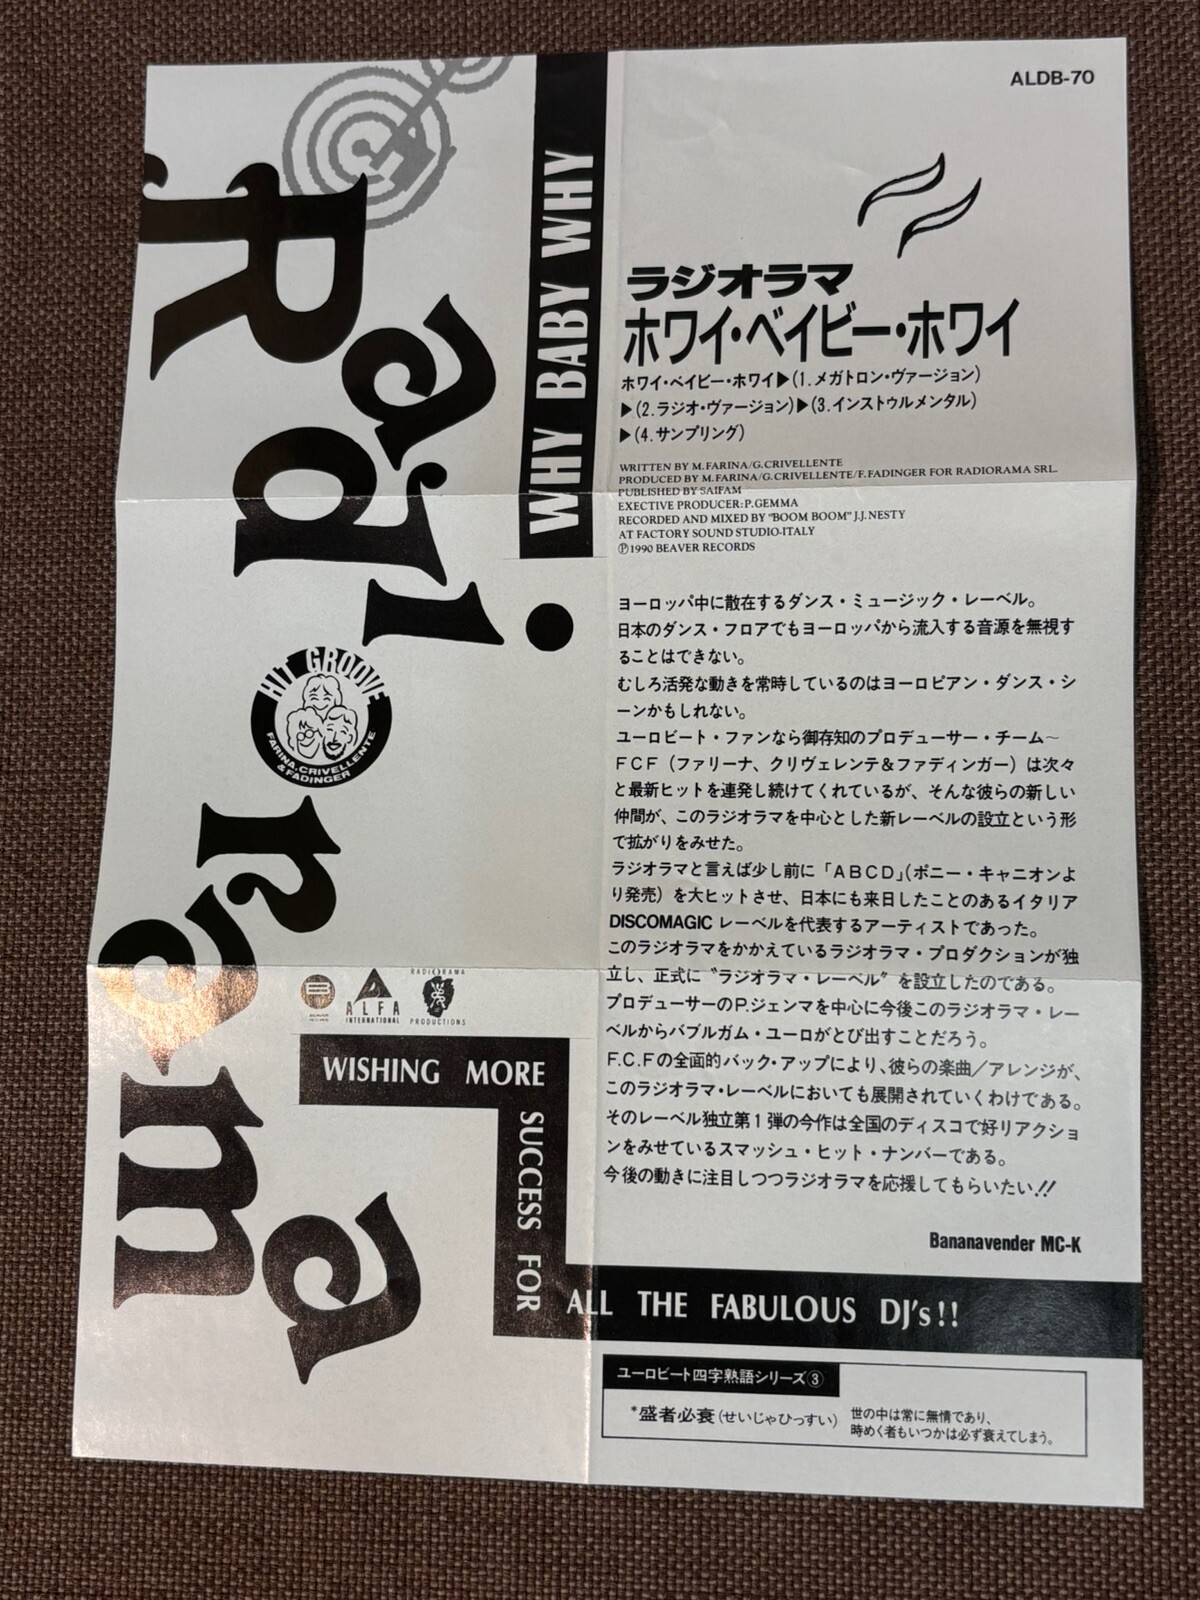 ALDB-70
Radiorama
WHY BABY WHY
HIT GROOVE
FARINA, CRIVELLENTE
& FADINGER
ALFA
INTERNATIONAL
RADIORAMA
PRODUCTIONS
WISHING MORE
SUCCESS FOR
ALL THE FABULOUS DJ's!!
ラジオラマ
ホワイ・ベイビー・ホワイ
ホワイ・ベイビー・ホワイ▶(1.メガトロン・ヴァージョン)
▶(2.ラジオ・ヴァージョン)▶(3.インストゥルメンタル)
▶(4.サンプリング)
WRITTEN BY M.FARINA/G.CRIVELLENTE
PRODUCED BY M.FARINA/G.CRIVELLENTE/F.FADINGER FOR RADIORAMA SRL.
PUBLISHED BY SAIFAM
EXECTIVE PRODUCER:P.GEMMA
RECORDED AND MIXED BY "BOOM BOOM" J.J.NESTY
AT FACTORY SOUND STUDIO-ITALY
Ⓟ1990 BEAVER RECORDS
ヨーロッパ中に散在するダンス・ミュージック・レーベル。
日本のダンス・フロアでもヨーロッパから流入する音源を無視す
ることはできない。
むしろ活発な動きを常時しているのはヨーロピアン・ダンス・シ
ーンかもしれない。
ユーロビート・ファンなら御存知のプロデューサー・チーム〜
FCF（ファリーナ、クリヴェレンテ＆ファディンガー）は次々
と最新ヒットを連発し続けてくれているが、そんな彼らの新しい
仲間が、このラジオラマを中心とした新レーベルの設立という形
で拡がりをみせた。
ラジオラマと言えば少し前に「ABCD」(ポニー・キャニオンよ
り発売）を大ヒットさせ、日本にも来日したことのあるイタリア
DISCOMAGIC レーベルを代表するアーティストであった。
このラジオラマをかかえているラジオラマ・プロダクションが独
立し、正式に〝ラジオラマ・レーベル〞を設立したのである。
プロデューサーのP.ジェンマを中心に今後このラジオラマ・レー
ベルからバブルガム・ユーロがとび出すことだろう。
F.C.Fの全面的バック・アップにより、彼らの楽曲／アレンジが、
このラジオラマ・レーベルにおいても展開されていくわけである。
そのレーベル独立第1弾の今作は全国のディスコで好リアクショ
ンをみせているスマッシュ・ヒット・ナンバーである。
今後の動きに注目しつつラジオラマを応援してもらいたい!!
Bananavender MC-K
ユーロビート四字熟語シリーズ③
*盛者必衰(せいじゃひっすい)
世の中は常に無情であり、
時めく者もいつかは必ず衰えてしまう。